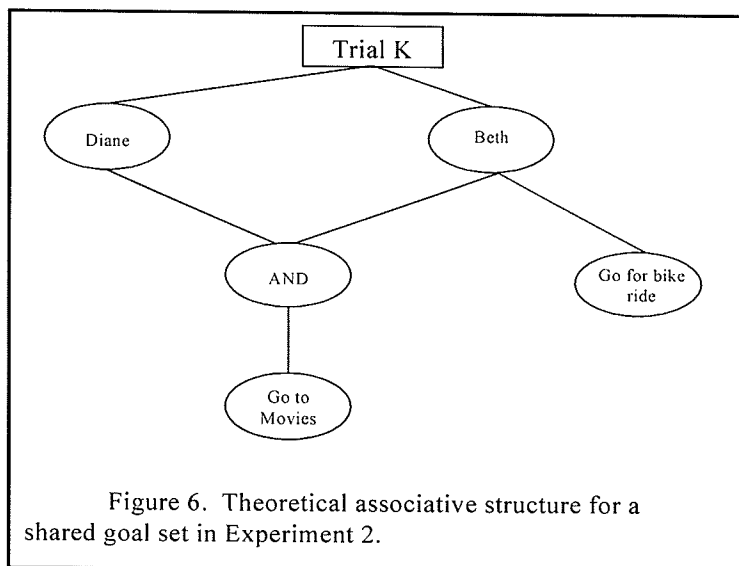 Trial K
Diane
Beth
AND
Go for bike
ride
Go to
Movies
Figure 6. Theoretical associative structure for a
shared goal set in Experiment 2.